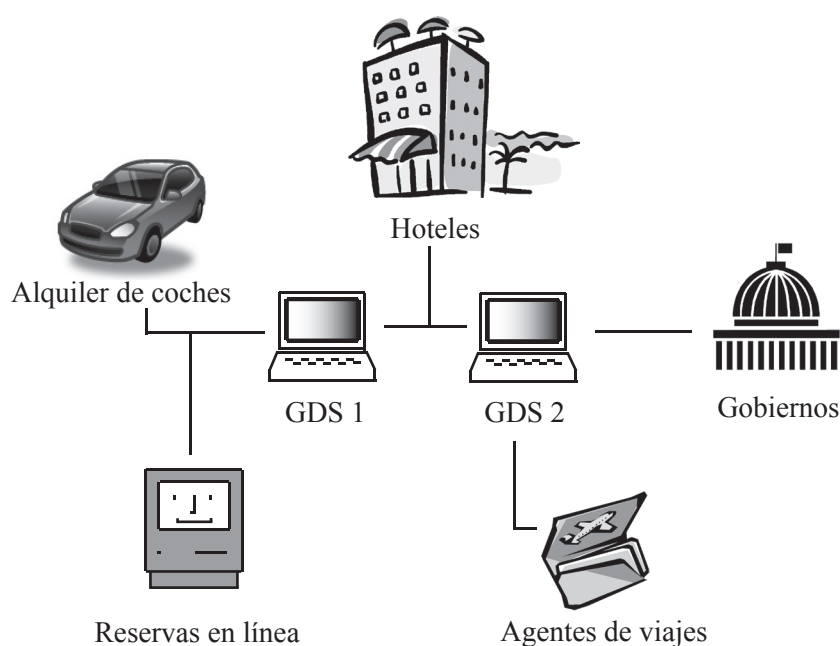 Hoteles
Alquiler de coches
GDS 1
GDS 2
Gobiernos
Reservas en línea
Agentes de viajes